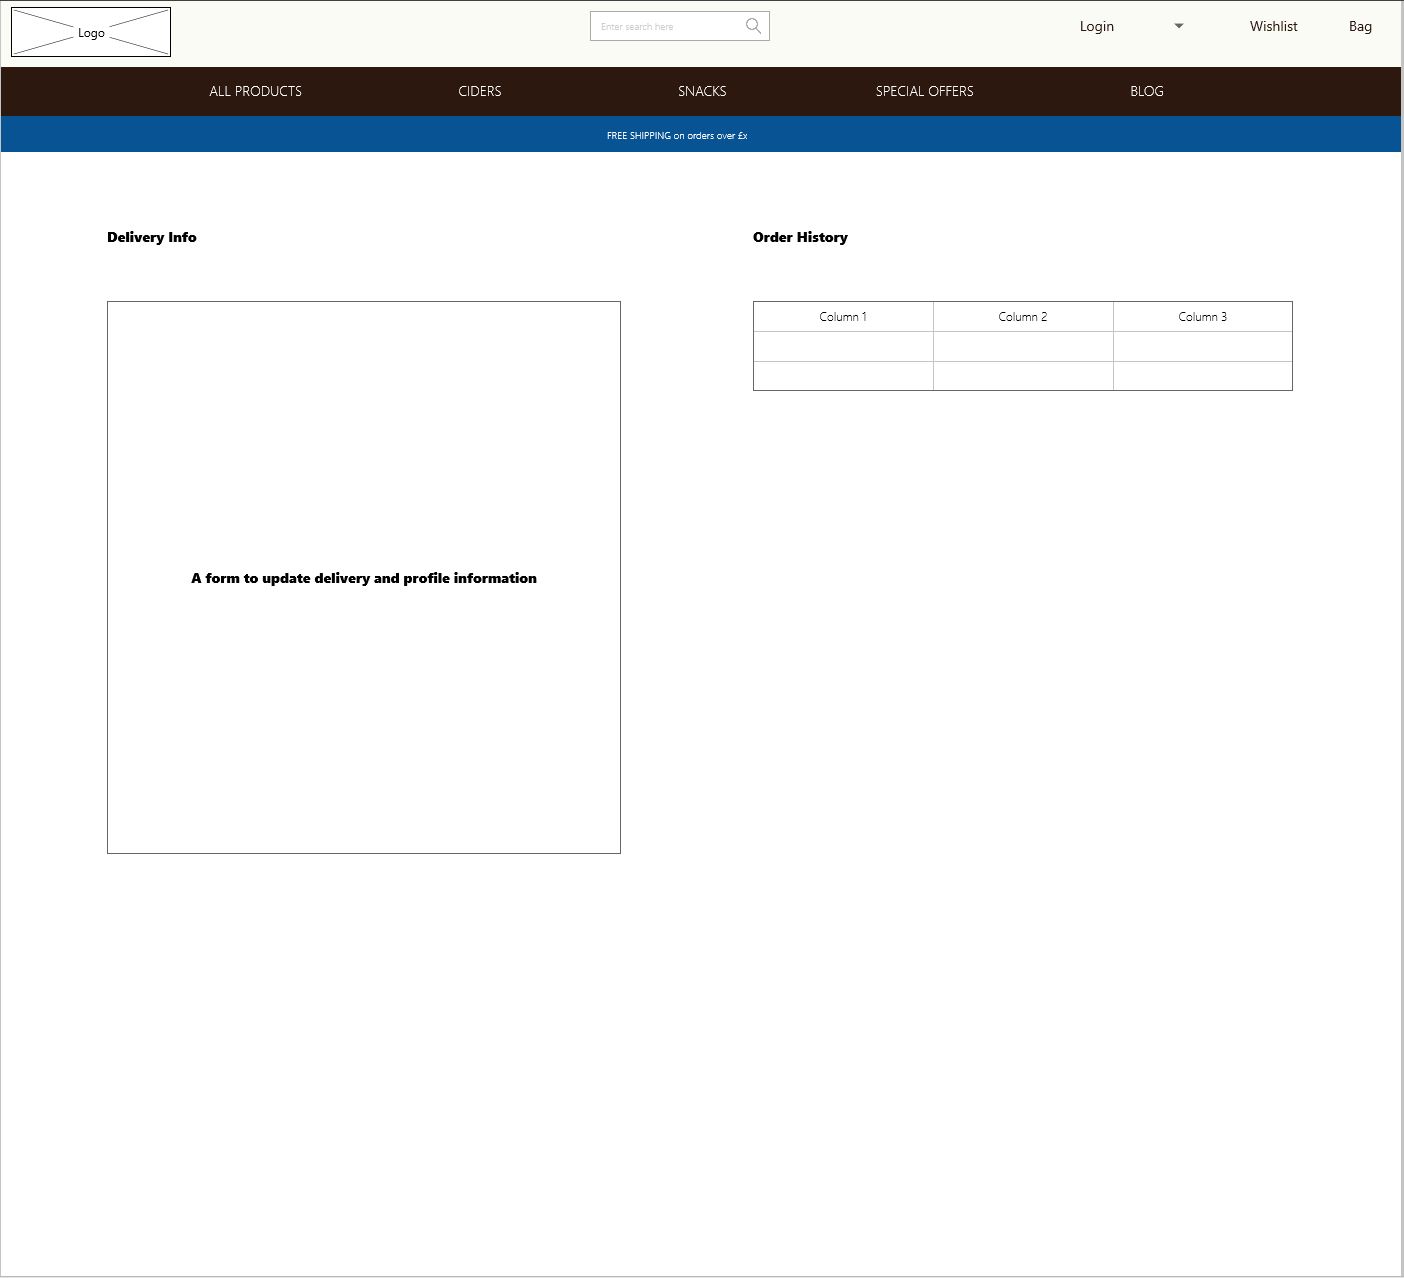 Logo
Enter search here
Login
Wishlist
Bag
ALL PRODUCTS
CIDERS
SNACKS
SPECIAL OFFERS
BLOG
FREE SHIPPING on orders over £x
Delivery Info
Order History
Column 1
Column 2
Column 3
A form to update delivery and profile information